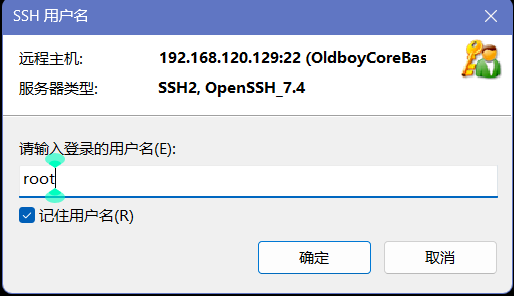 SSH 用户名
远程主机: 192.168.120.129:22 (OldboyCoreBas
服务器类型: SSH2, OpenSSH_7.4
请输入登录的用户名(E):
root
记住用户名(R)
确定 取消